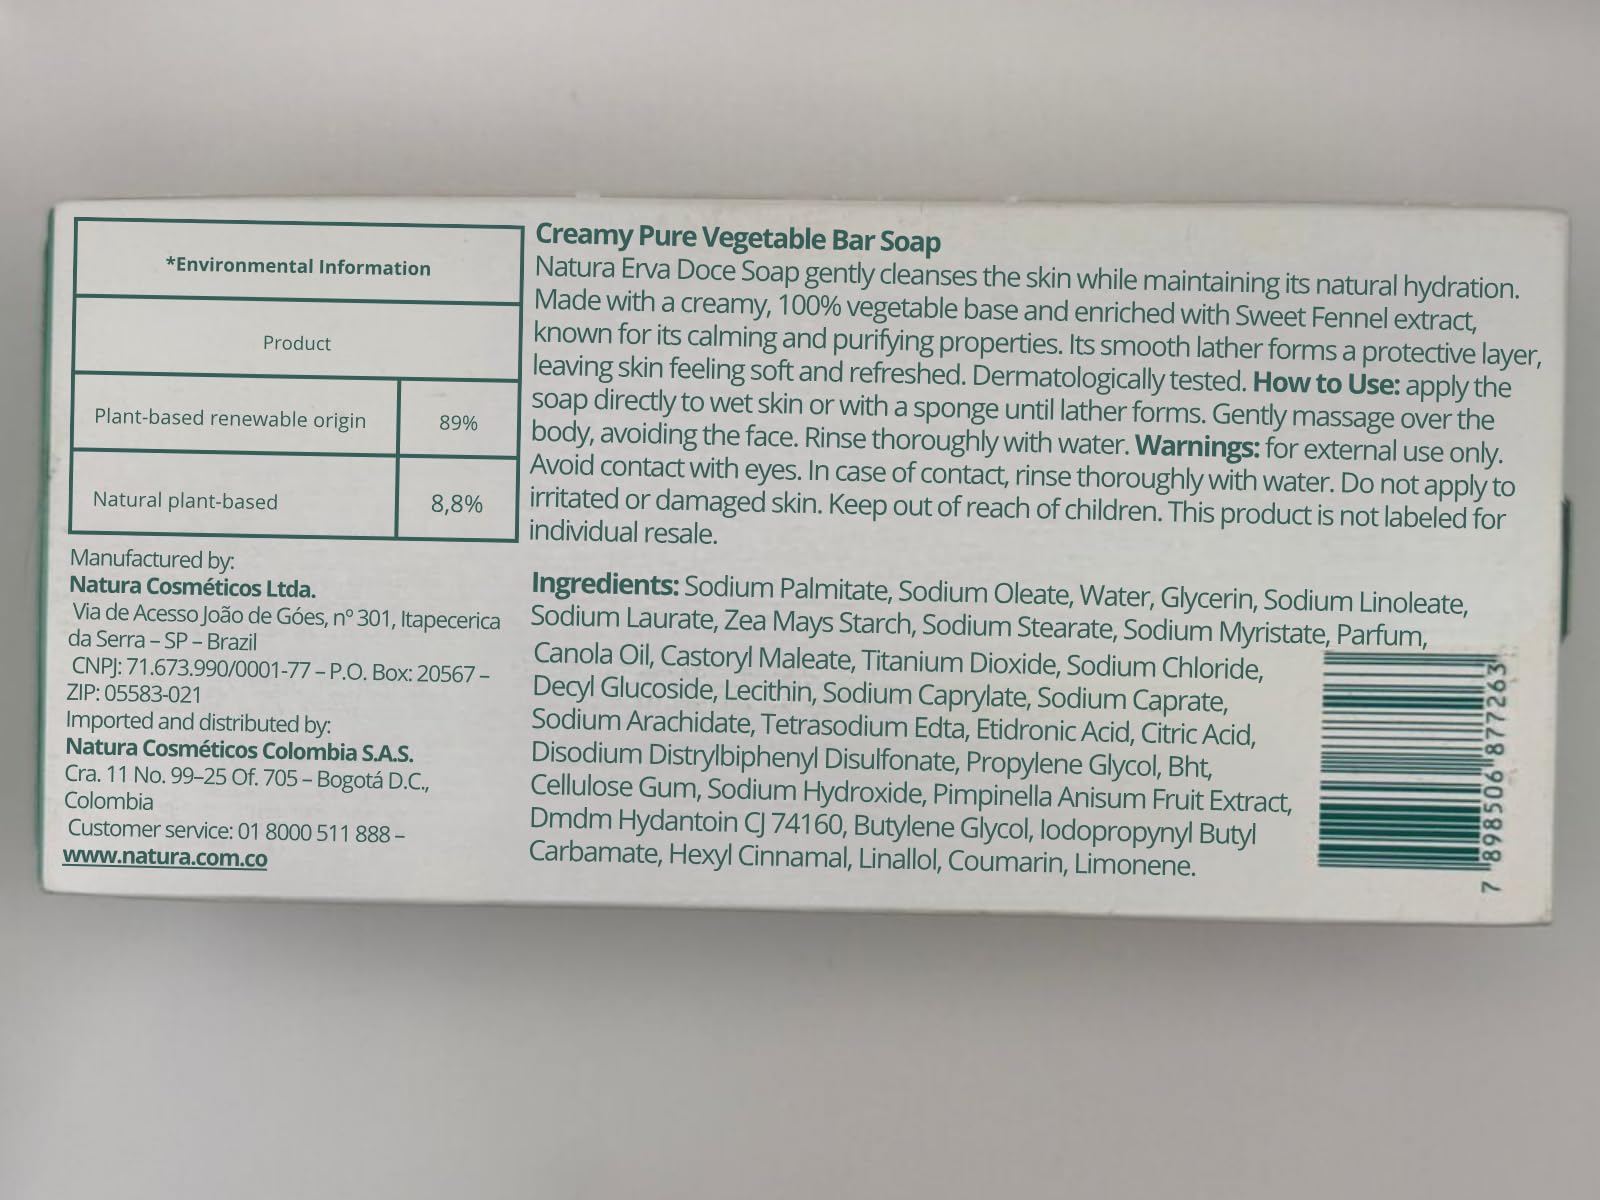 *Environmental Information
Product
Plant-based renewable origin 89%
Natural plant-based 8,8%
Manufactured by:
Natura Cosméticos Ltda.
Via de Acesso João de Góes, nº 301, Itapecerica
da Serra – SP – Brazil
CNPJ: 71.673.990/0001-77 – P.O. Box: 20567 –
ZIP: 05583-021
Imported and distributed by:
Natura Cosméticos Colombia S.A.S.
Cra. 11 No. 99–25 Of. 705 – Bogotá D.C.,
Colombia
Customer service: 01 8000 511 888 –
www.natura.com.co
Creamy Pure Vegetable Bar Soap
Natura Erva Doce Soap gently cleanses the skin while maintaining its natural hydration.
Made with a creamy, 100% vegetable base and enriched with Sweet Fennel extract,
known for its calming and purifying properties. Its smooth lather forms a protective layer,
leaving skin feeling soft and refreshed. Dermatologically tested. How to Use: apply the
soap directly to wet skin or with a sponge until lather forms. Gently massage over the
body, avoiding the face. Rinse thoroughly with water. Warnings: for external use only.
Avoid contact with eyes. In case of contact, rinse thoroughly with water. Do not apply to
irritated or damaged skin. Keep out of reach of children. This product is not labeled for
individual resale.
Ingredients: Sodium Palmitate, Sodium Oleate, Water, Glycerin, Sodium Linoleate,
Sodium Laurate, Zea Mays Starch, Sodium Stearate, Sodium Myristate, Parfum,
Canola Oil, Castoryl Maleate, Titanium Dioxide, Sodium Chloride,
Decyl Glucoside, Lecithin, Sodium Caprylate, Sodium Caprate,
Sodium Arachidate, Tetrasodium Edta, Etidronic Acid, Citric Acid,
Disodium Distrylbiphenyl Disulfonate, Propylene Glycol, Bht,
Cellulose Gum, Sodium Hydroxide, Pimpinella Anisum Fruit Extract,
Dmdm Hydantoin CJ 74160, Butylene Glycol, Iodopropynyl Butyl
Carbamate, Hexyl Cinnamal, Linallol, Coumarin, Limonene.
7 898506 877263